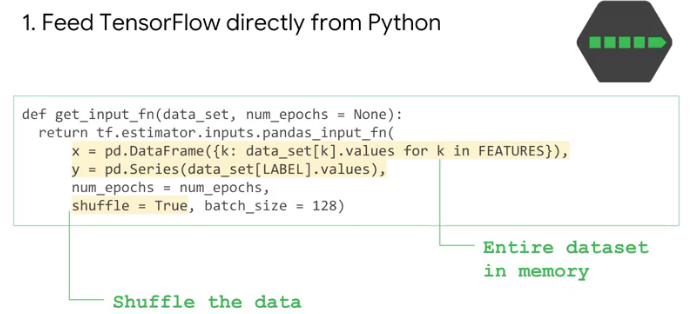 1. Feed TensorFlow directly from Python
def get_input_fn(data_set, num_epochs = None):
return tf.estimator.inputs.pandas_input_fn(
x = pd.DataFrame({k: data_set[k].values for k in FEATURES}),
y = pd.Series(data_set[LABEL].values),
num_epochs = num_epochs,
shuffle = True, batch_size = 128)
Entire dataset
in memory
Shuffle the data